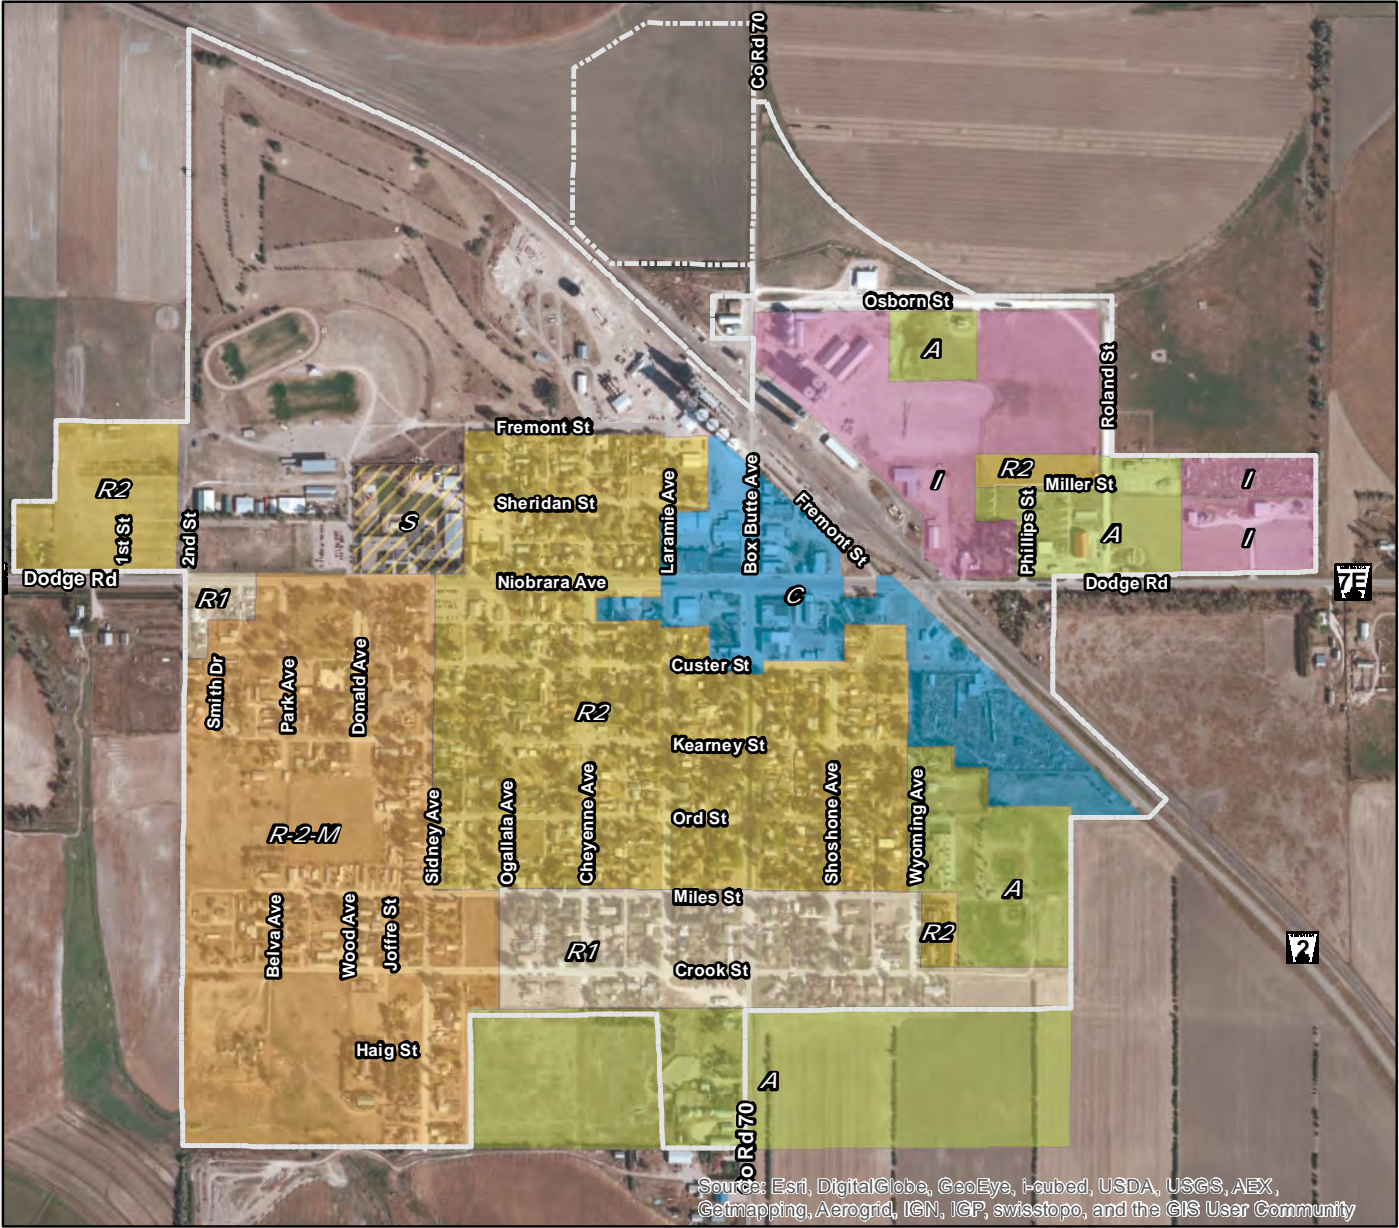 Co Rd 70
Osborn St
A
Roland St
Fremont St
R2
I
I
Miller St
R2
Sheridan St
Laramie Ave
Box Butte Ave
Fremont St
S
1st St
2nd St
Phillips St
A
I
Dodge Rd
Niobrara Ave
Dodge Rd
7E
R1
C
Smith Dr
Park Ave
Donald Ave
Custer St
R2
Kearney St
Sidney Ave
Ogallala Ave
Cheyenne Ave
Ord St
Shoshone Ave
Wyoming Ave
R-2-M
Miles St
A
Belva Ave
Wood Ave
Joffre St
R1
R2
2
Crook St
Haig St
A
Co Rd 70
Source: Esri, DigitalGlobe, GeoEye, i-cubed, USDA, USGS, AEX,
Getmapping, Aerogrid, IGN, IGP, swisstopo, and the GIS User Community